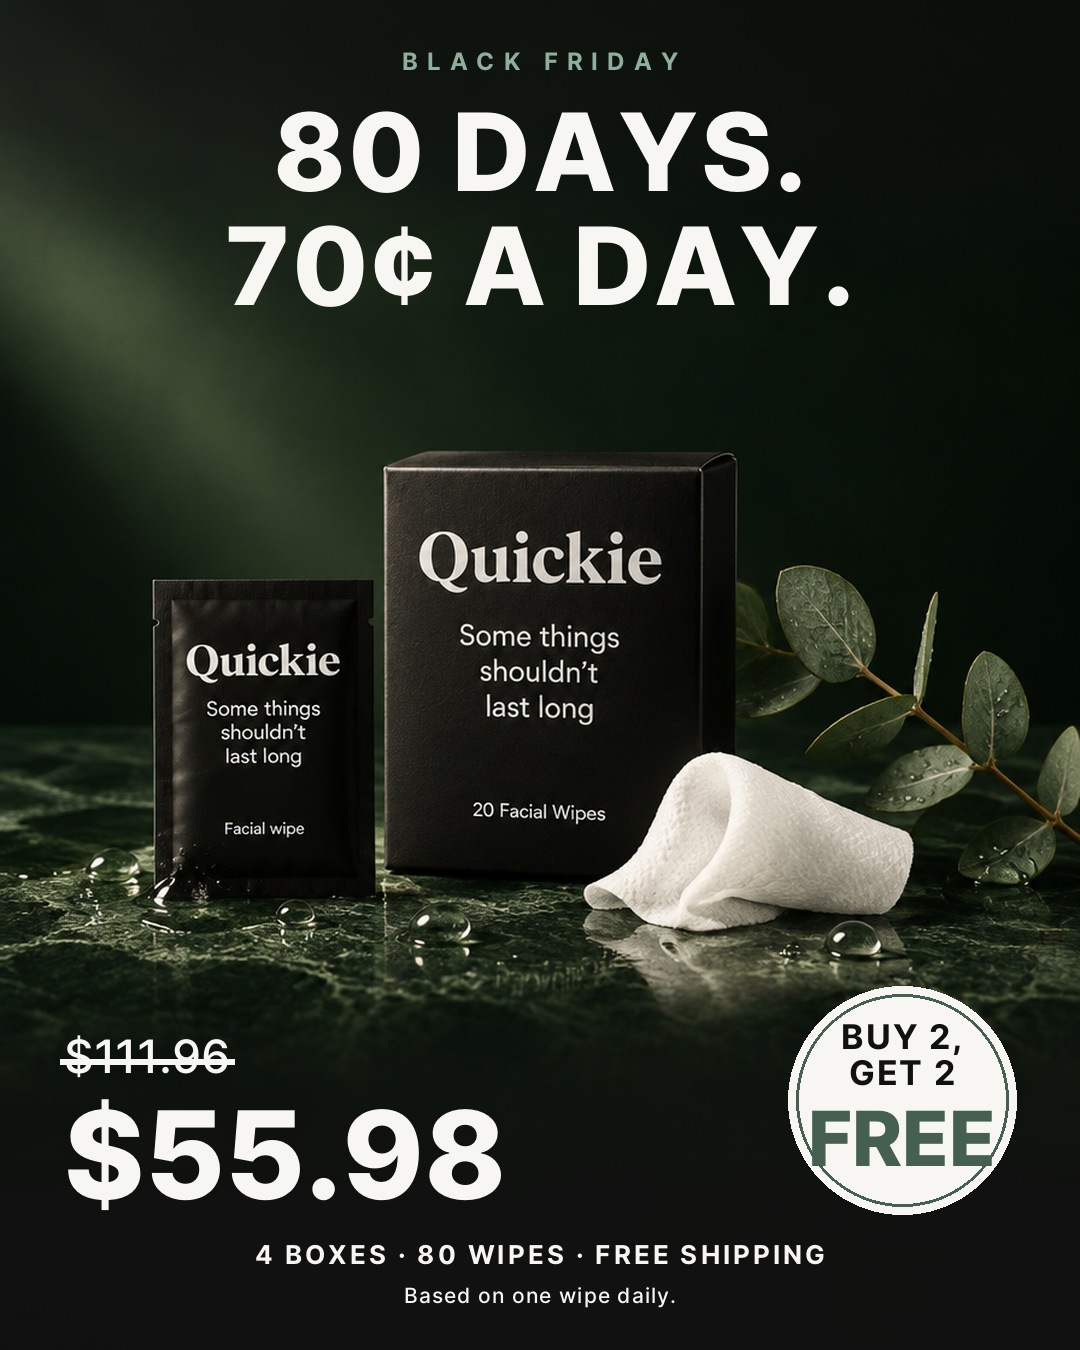 BLACK FRIDAY
80 DAYS.
70¢ A DAY.
Quickie
Some things
shouldn't
last long
Facial wipe
Quickie
Some things
shouldn't
last long
20 Facial Wipes
$111.96
$55.98
BUY 2,
GET 2
FREE
4 BOXES · 80 WIPES · FREE SHIPPING
Based on one wipe daily.